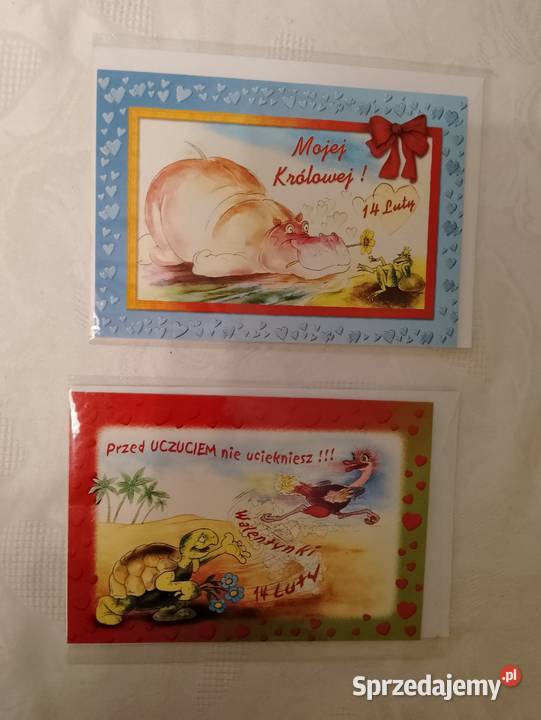 Mojej
Królowej !
14 Luty
Przed UCZUCIEM nie uciekniesz !!!
Walentynki
14 Luty
Sprzedajemy.pl